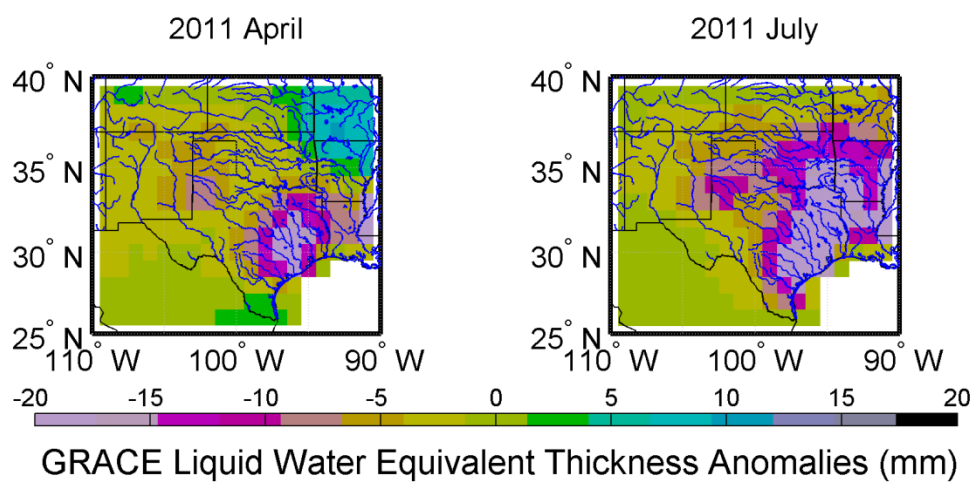 2011 April
2011 July
40° N
35° N
30° N
25° N
110° W
100° W
90° W
40° N
35° N
30° N
25° N
110° W
100° W
90° W
-20 -15 -10 -5 0 5 10 15 20
GRACE Liquid Water Equivalent Thickness Anomalies (mm)